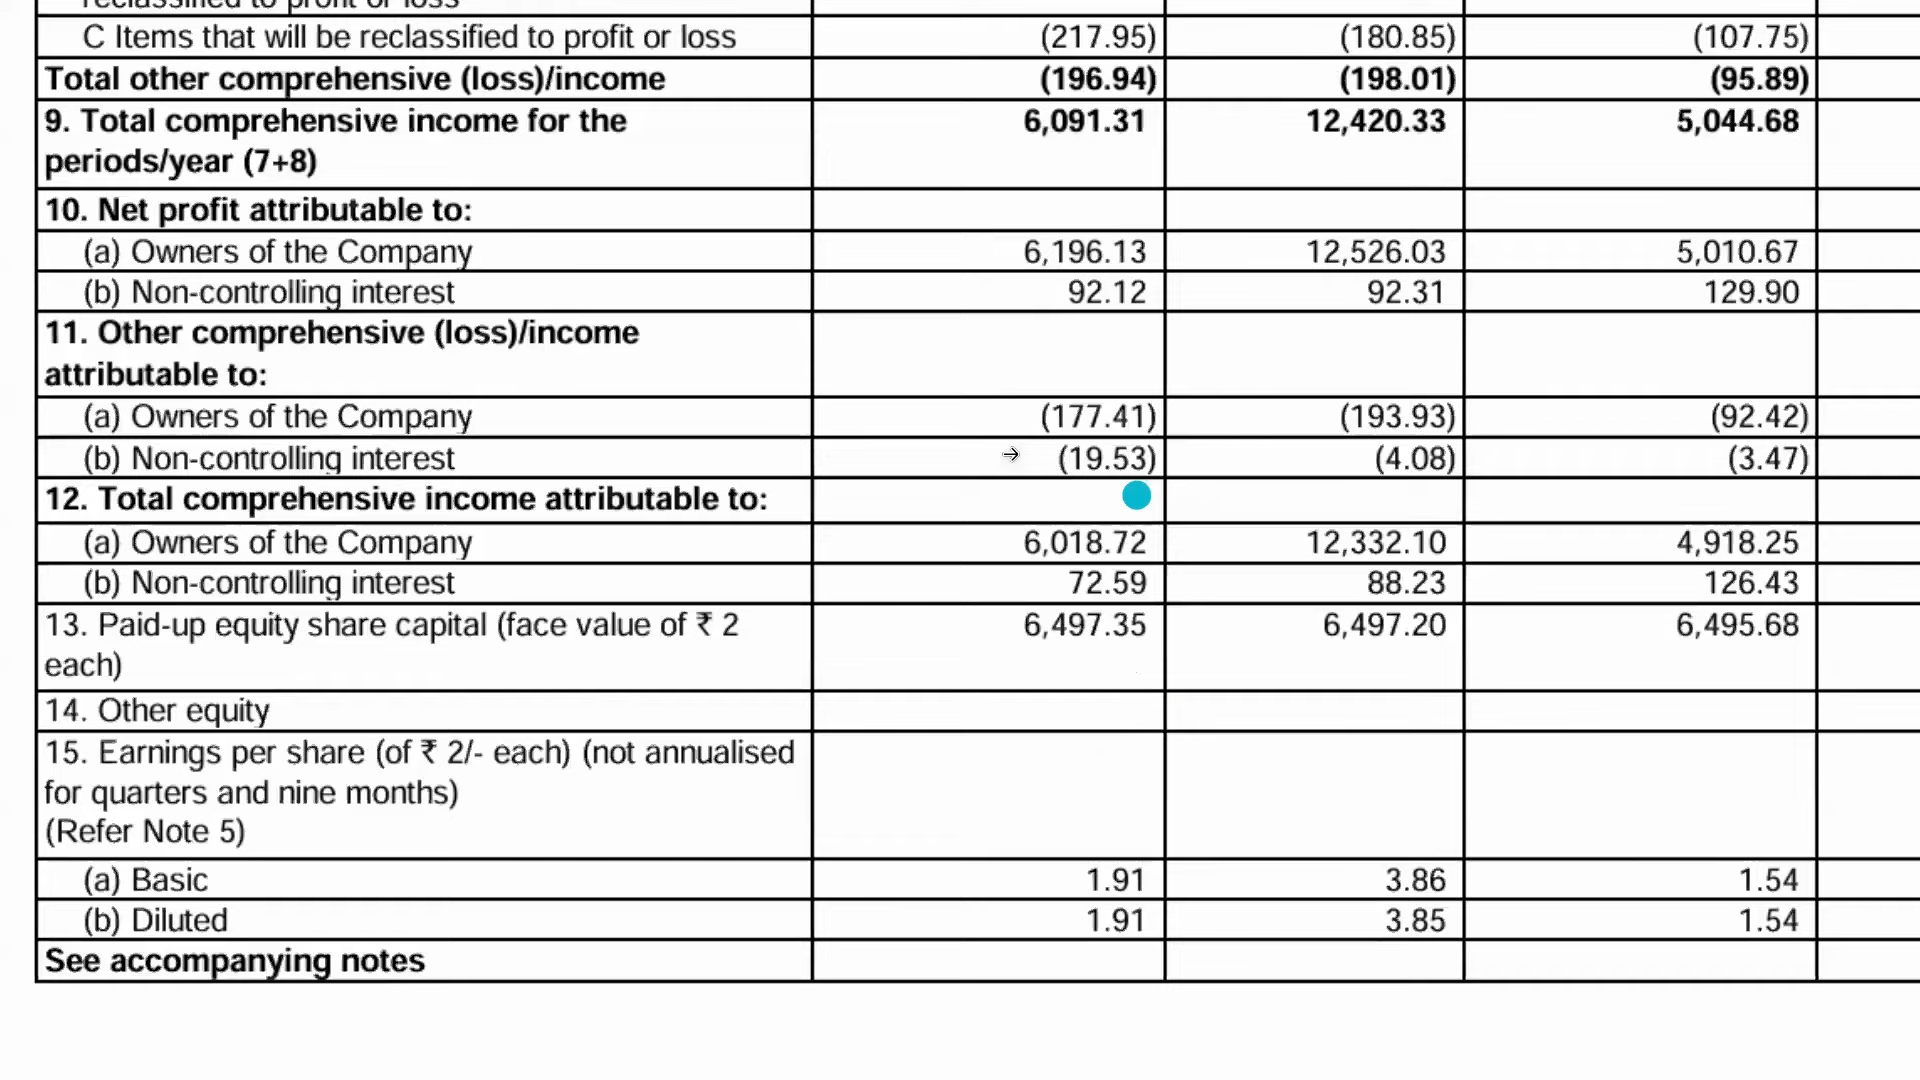 reclassified to profit or loss
C Items that will be reclassified to profit or loss (217.95) (180.85) (107.75)
Total other comprehensive (loss)/income (196.94) (198.01) (95.89)
9. Total comprehensive income for the 6,091.31 12,420.33 5,044.68
periods/year (7+8)
10. Net profit attributable to:
(a) Owners of the Company 6,196.13 12,526.03 5,010.67
(b) Non-controlling interest 92.12 92.31 129.90
11. Other comprehensive (loss)/income
attributable to:
(a) Owners of the Company (177.41) (193.93) (92.42)
(b) Non-controlling interest (19.53) (4.08) (3.47)
12. Total comprehensive income attributable to:
(a) Owners of the Company 6,018.72 12,332.10 4,918.25
(b) Non-controlling interest 72.59 88.23 126.43
13. Paid-up equity share capital (face value of ₹ 2 6,497.35 6,497.20 6,495.68
each)
14. Other equity
15. Earnings per share (of ₹ 2/- each) (not annualised
for quarters and nine months)
(Refer Note 5)
(a) Basic 1.91 3.86 1.54
(b) Diluted 1.91 3.85 1.54
See accompanying notes